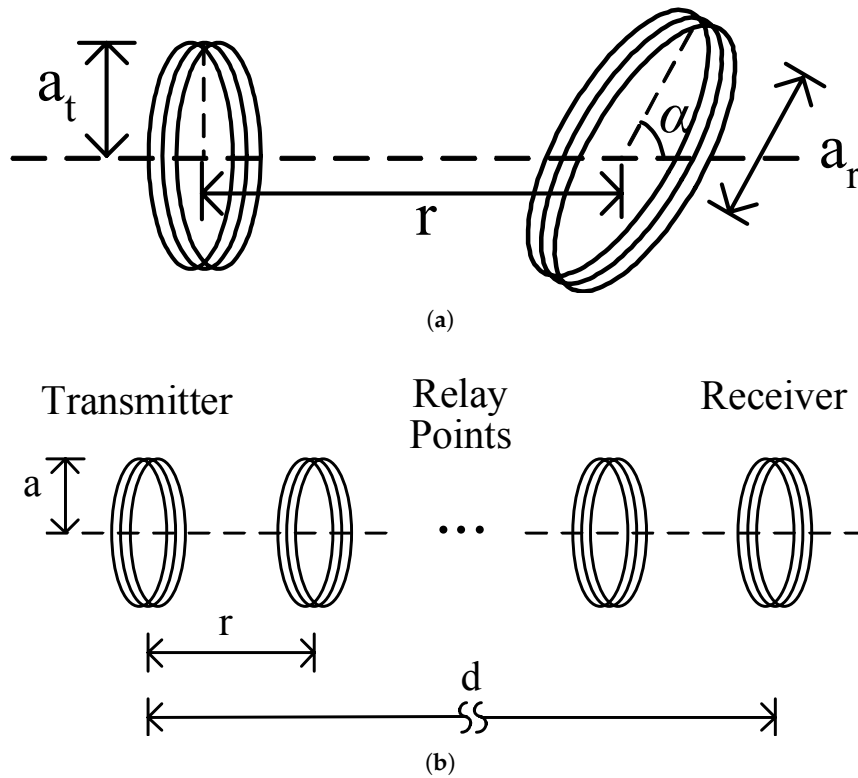 a_t
α
a_r
r
(a)
Transmitter
Relay
Points
Receiver
a
...
r
d
(b)